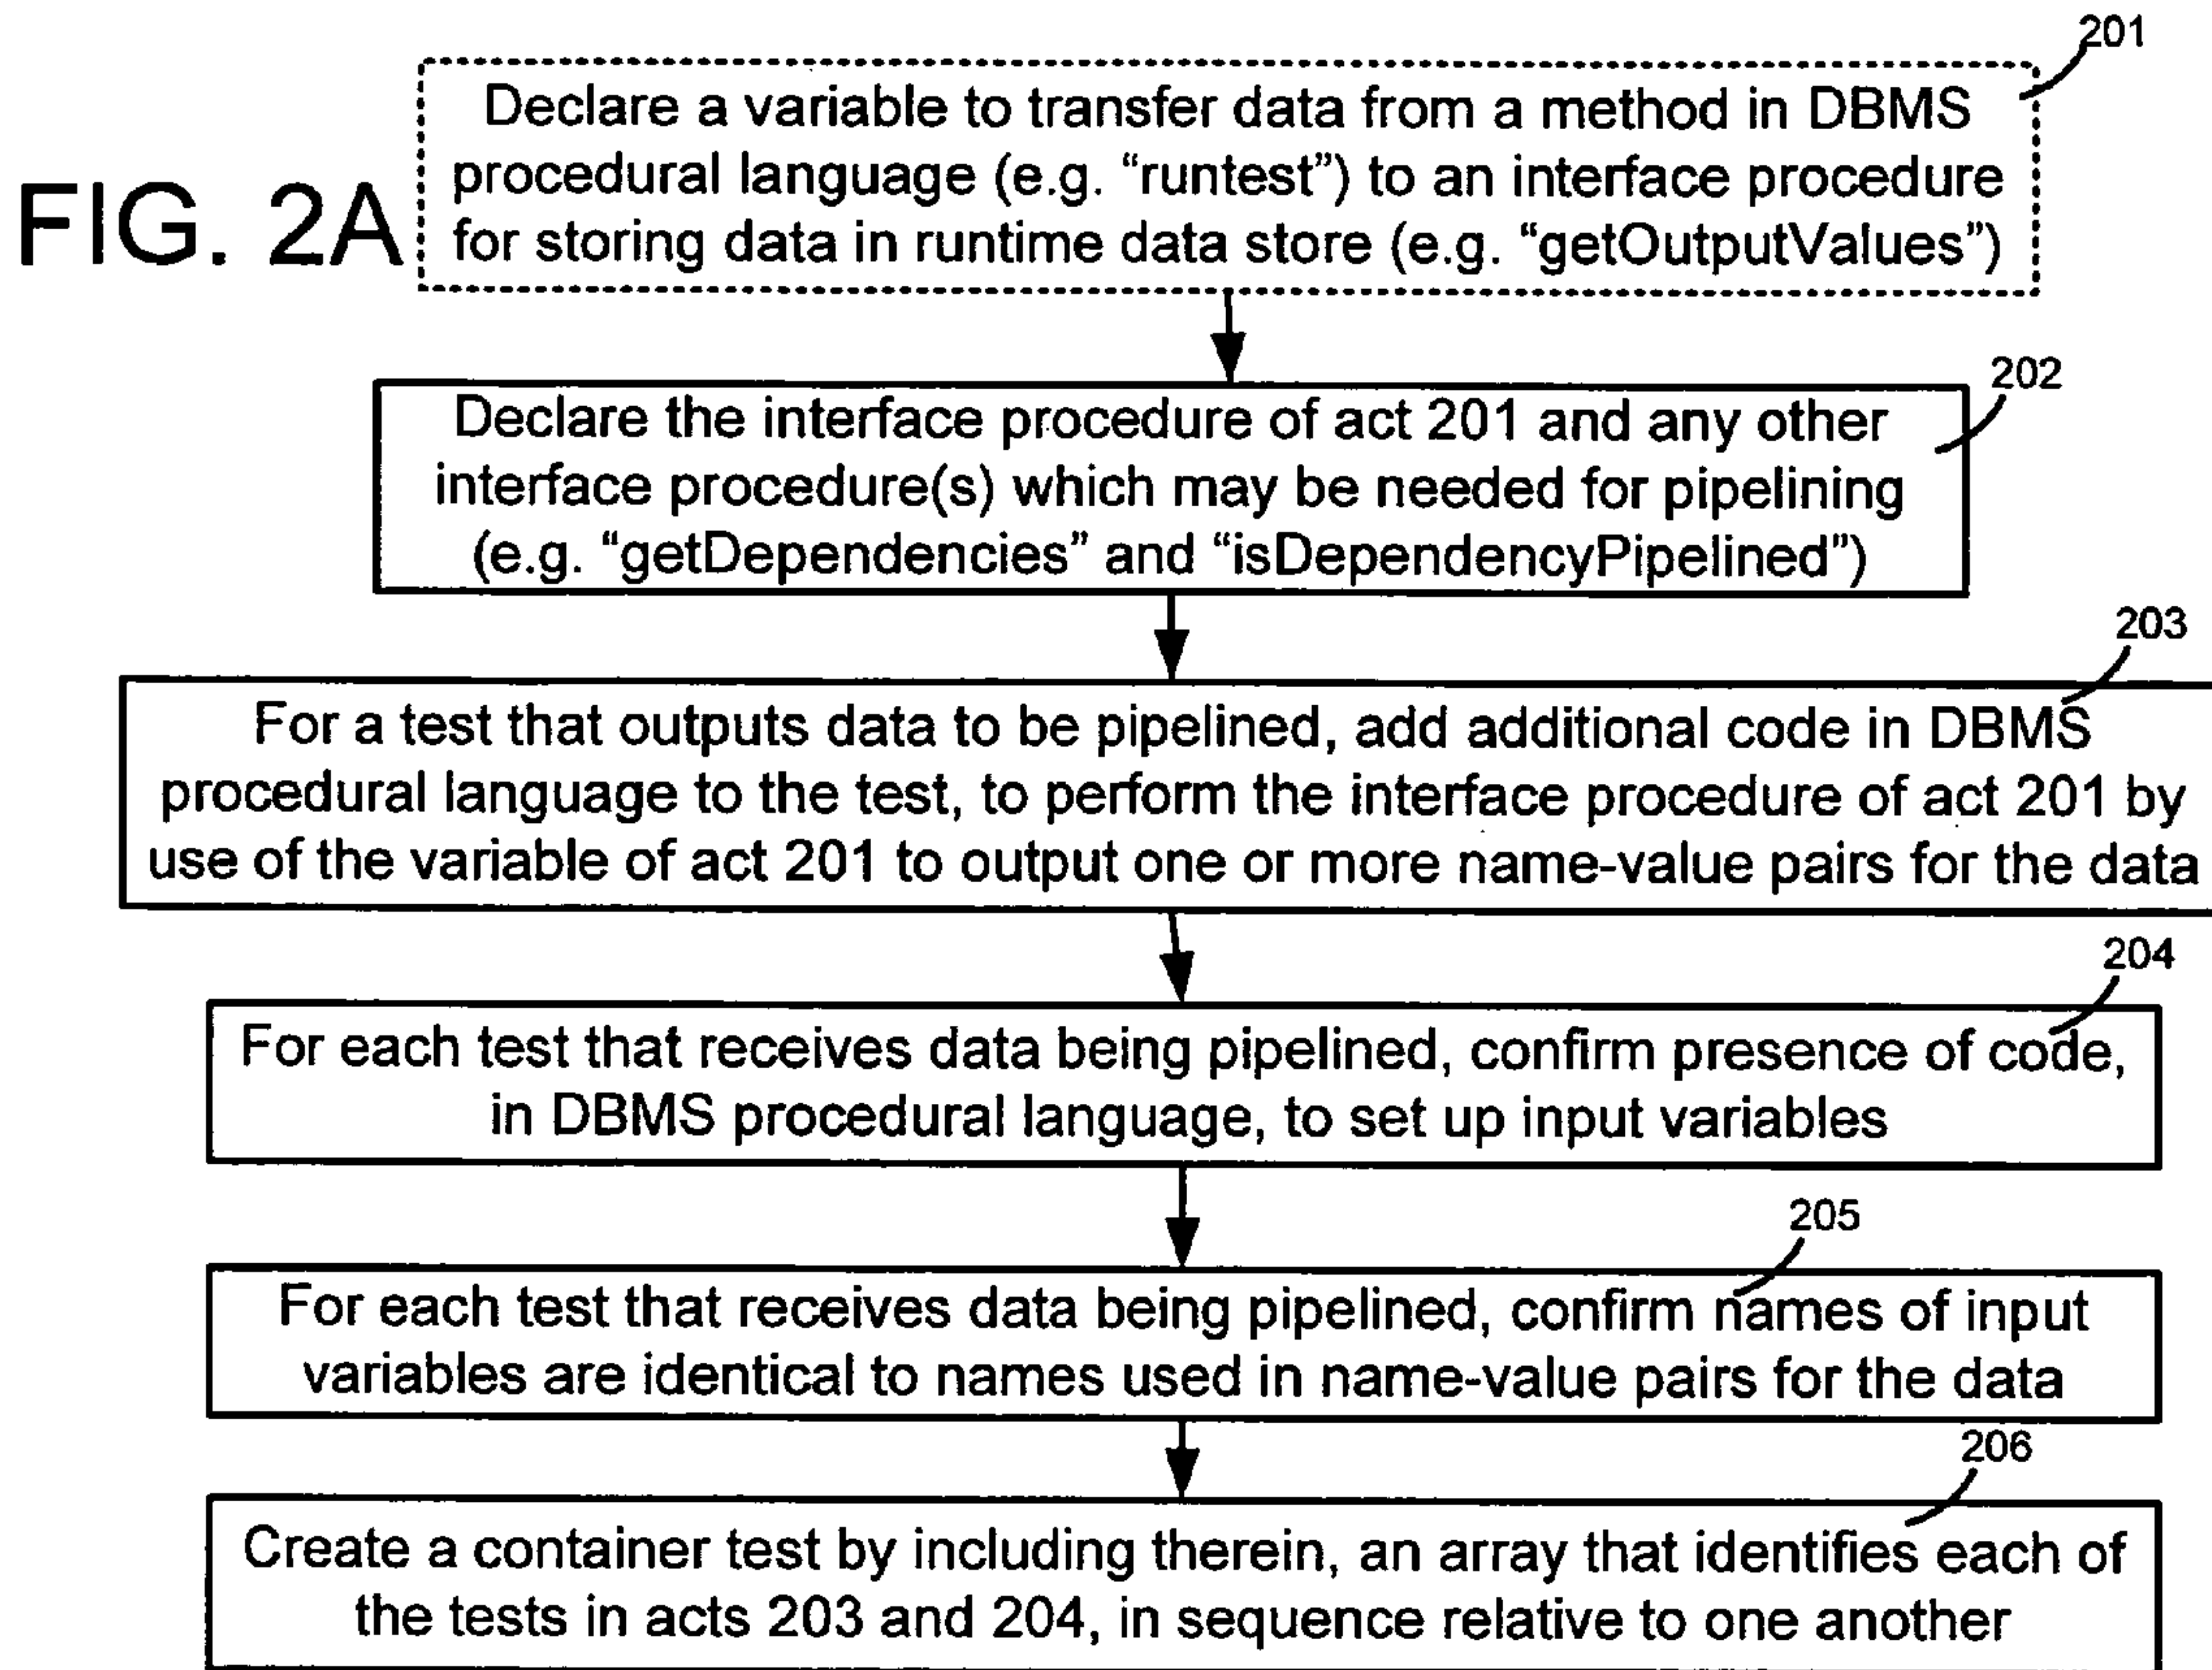 201
Declare a variable to transfer data from a method in DBMS
procedural language (e.g. “runtest”) to an interface procedure
for storing data in runtime data store (e.g. “getOutputValues”)
FIG. 2A
202
Declare the interface procedure of act 201 and any other
interface procedure(s) which may be needed for pipelining
(e.g. “getDependencies” and “isDependencyPipelined”)
203
For a test that outputs data to be pipelined, add additional code in DBMS
procedural language to the test, to perform the interface procedure of act 201 by
use of the variable of act 201 to output one or more name-value pairs for the data
204
For each test that receives data being pipelined, confirm presence of code,
in DBMS procedural language, to set up input variables
205
For each test that receives data being pipelined, confirm names of input
variables are identical to names used in name-value pairs for the data
206
Create a container test by including therein, an array that identifies each of
the tests in acts 203 and 204, in sequence relative to one another